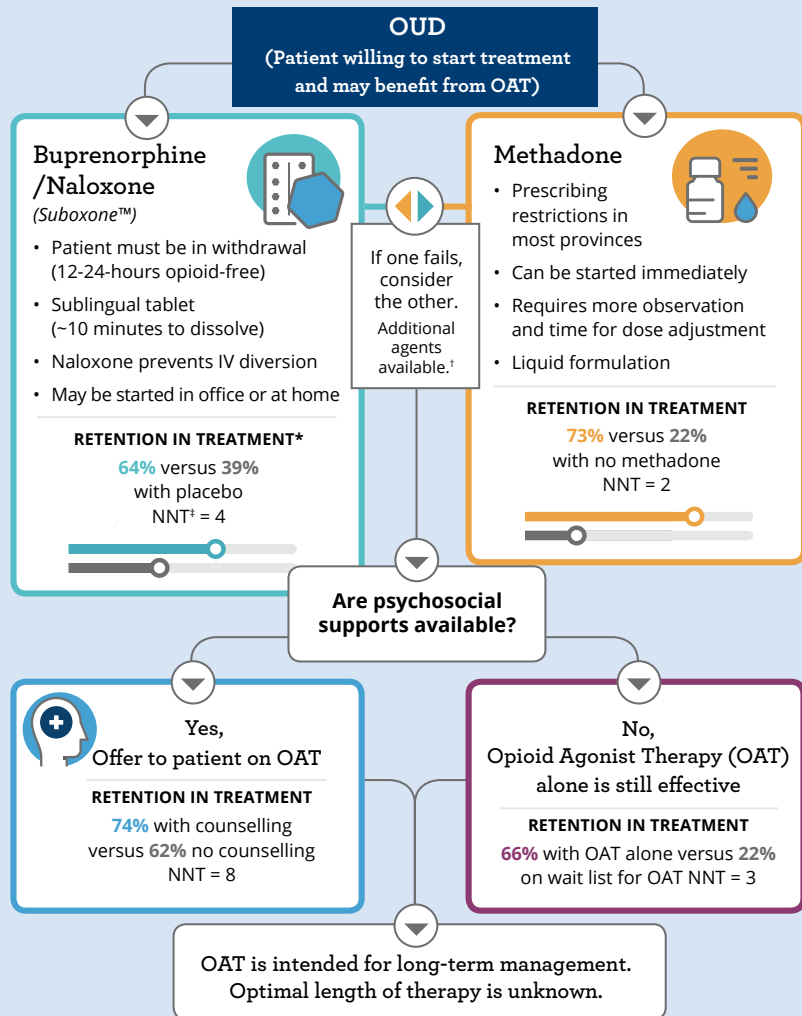 OUD
(Patient willing to start treatment
and may benefit from OAT)
Buprenorphine
/Naloxone
(Suboxone™)
• Patient must be in withdrawal
(12-24-hours opioid-free)
• Sublingual tablet
(~10 minutes to dissolve)
• Naloxone prevents IV diversion
• May be started in office or at home
RETENTION IN TREATMENT*
64% versus 39%
with placebo
NNT‡ = 4
If one fails,
consider
the other.
Additional
agents
available.†
Methadone
• Prescribing
restrictions in
most provinces
• Can be started immediately
• Requires more observation
and time for dose adjustment
• Liquid formulation
RETENTION IN TREATMENT
73% versus 22%
with no methadone
NNT = 2
Are psychosocial
supports available?
Yes,
Offer to patient on OAT
RETENTION IN TREATMENT
74% with counselling
versus 62% no counselling
NNT = 8
No,
Opioid Agonist Therapy (OAT)
alone is still effective
RETENTION IN TREATMENT
66% with OAT alone versus 22%
on wait list for OAT NNT = 3
OAT is intended for long-term management.
Optimal length of therapy is unknown.